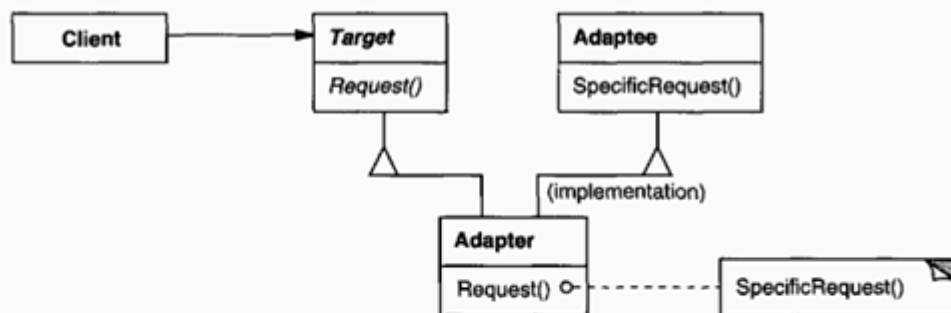 Client
Target
Request()
Adaptee
SpecificRequest()
(implementation)
Adapter
Request()
SpecificRequest()